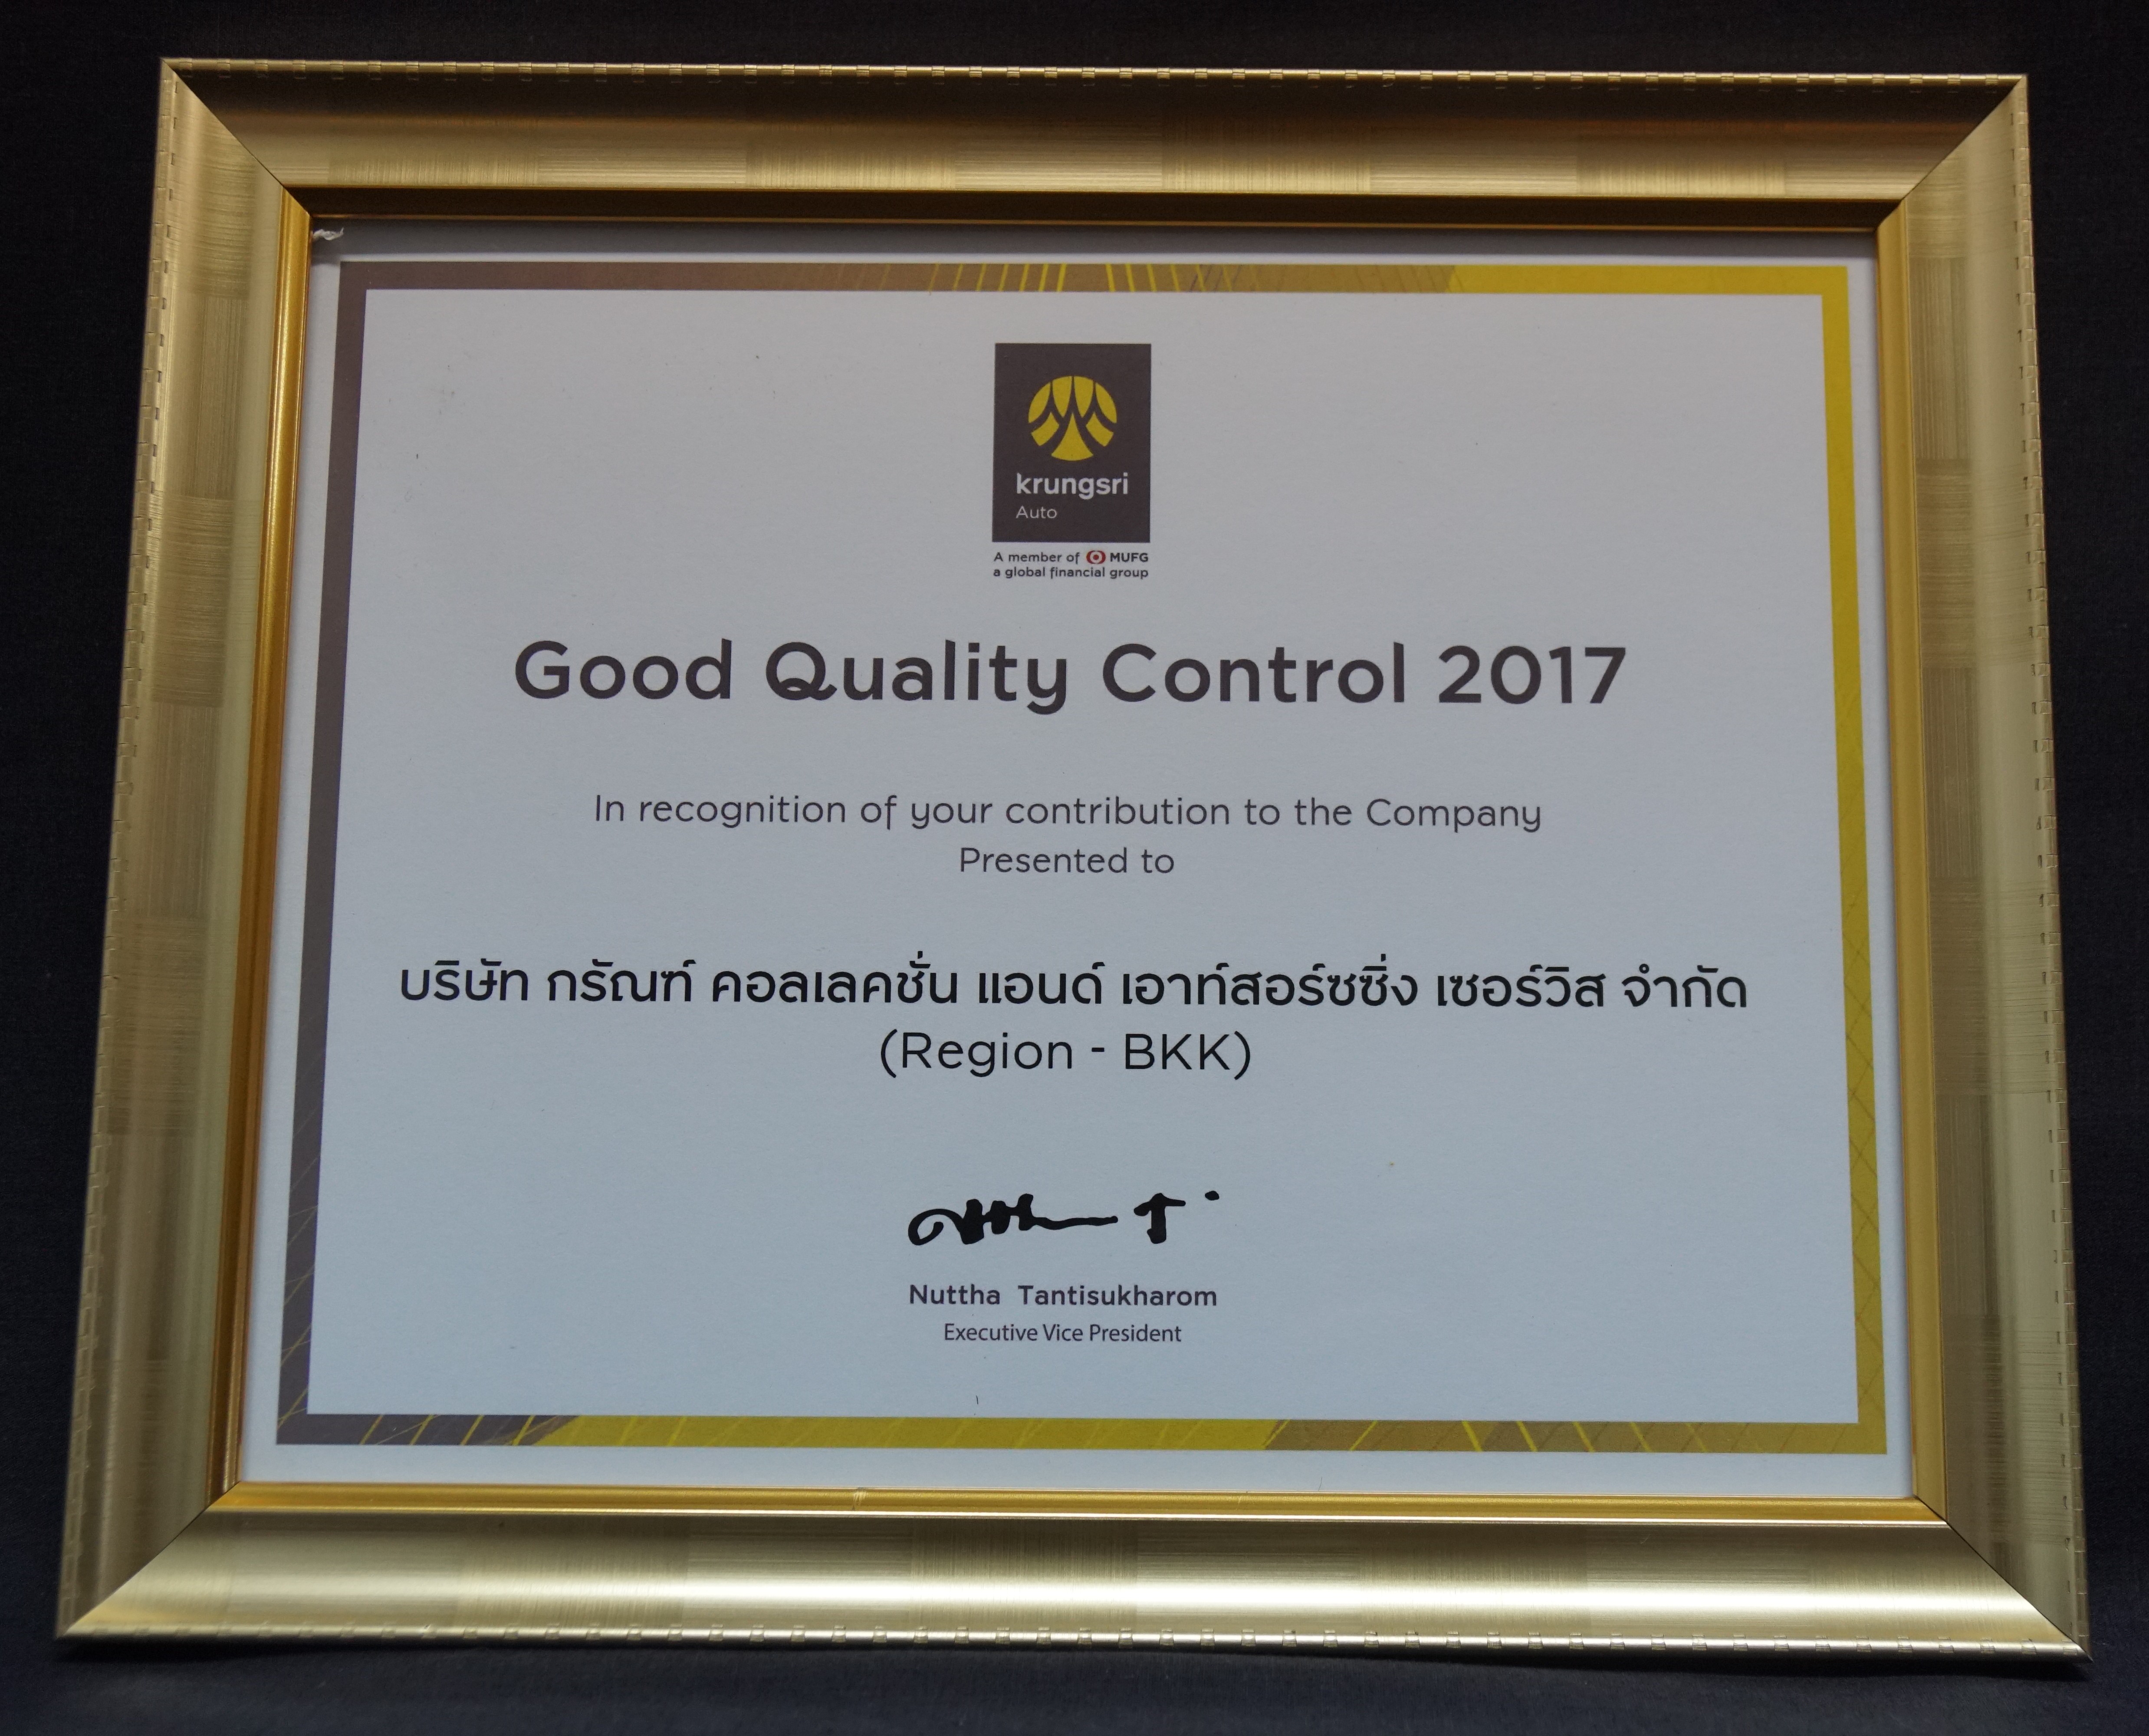 krungsri
Auto
A member of MUFG
a global financial group
Good Quality Control 2017
In recognition of your contribution to the Company
Presented to
บริษัท กรัณฑ์ คอลเลคชั่น แอนด์ เอาท์สอร์ซซิ่ง เซอร์วิส จำกัด
(Region - BKK)
Nuttha Tantisukharom
Executive Vice President